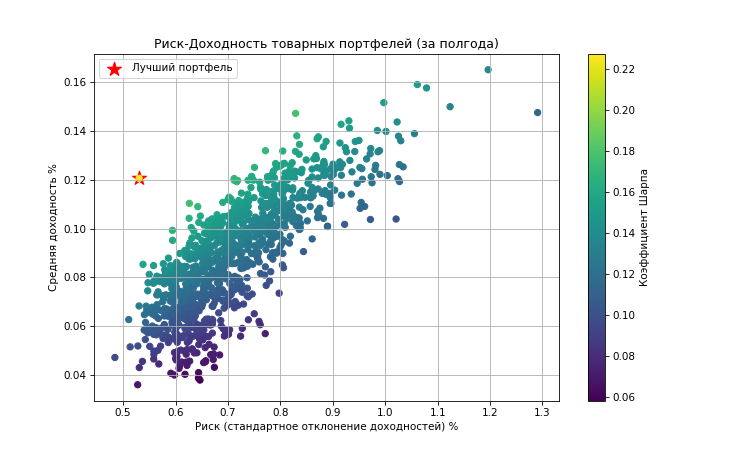 Риск-Доходность товарных портфелей (за полгода)
Лучший портфель
Средняя доходность %
0.16
0.14
0.12
0.10
0.08
0.06
0.04
0.5 0.6 0.7 0.8 0.9 1.0 1.1 1.2 1.3
Риск (стандартное отклонение доходностей) %
0.22
0.20
0.18
0.16
0.14
0.12
0.10
0.08
0.06
Коэффициент Шарпа